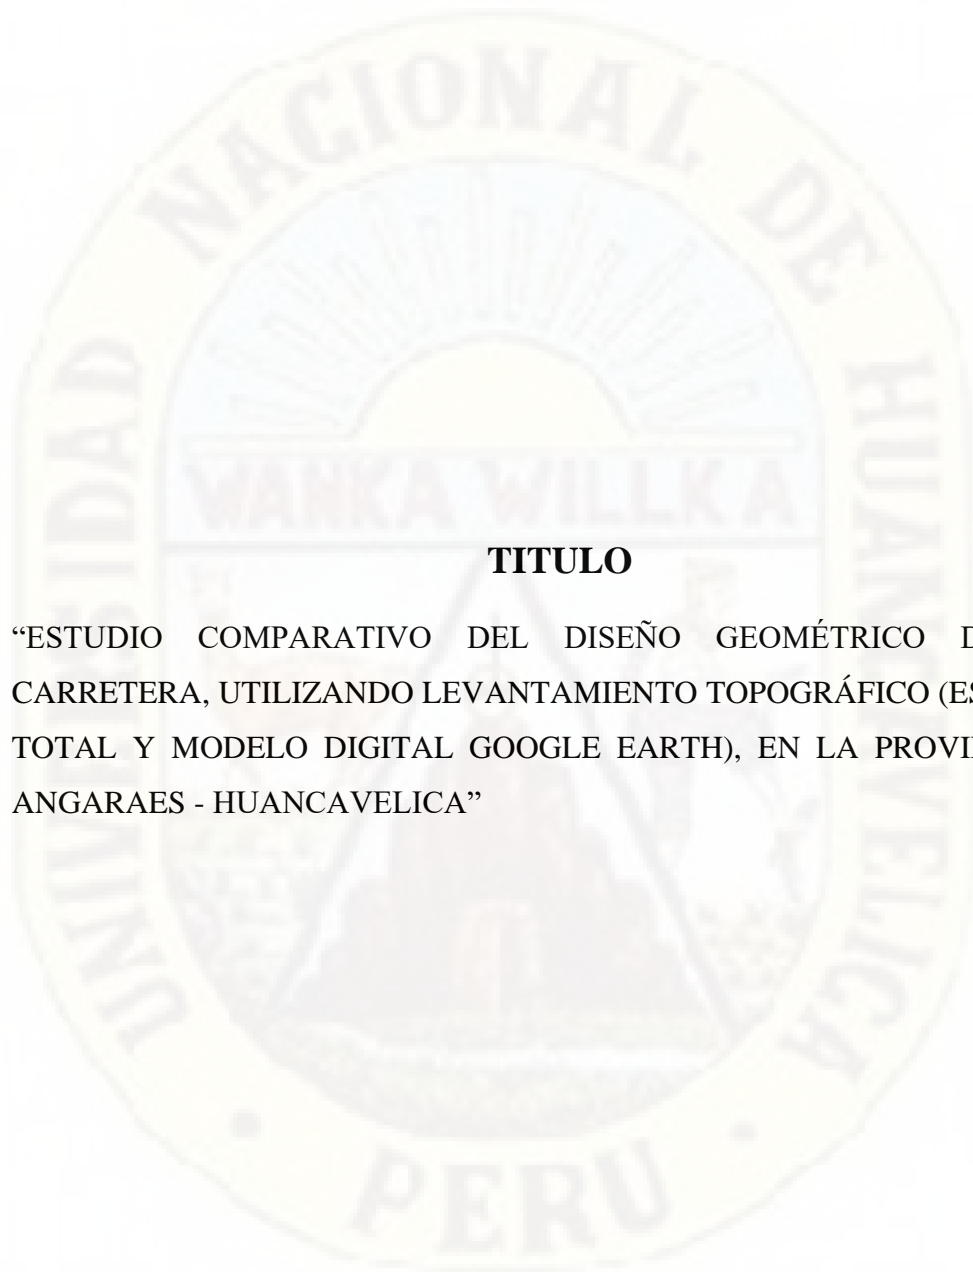 UNIVERSIDAD NACIONAL DE HUANCAVELICA
WANKA WILLKA
TITULO
“ESTUDIO COMPARATIVO DEL DISEÑO GEOMÉTRICO
CARRETERA, UTILIZANDO LEVANTAMIENTO TOPOGRÁFICO
TOTAL Y MODELO DIGITAL GOOGLE EARTH), EN LA
ANGARAES - HUANCAVELICA”
PERU